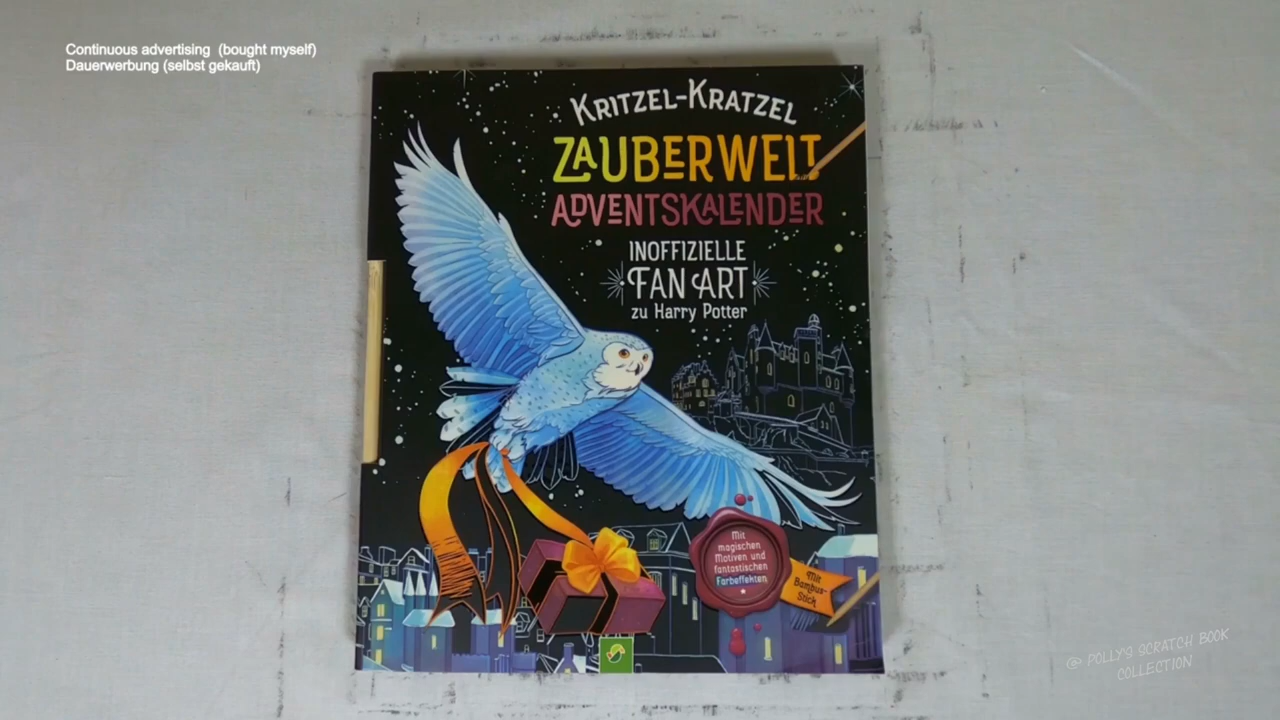 Continuous advertising (bought myself)
Dauerwerbung (selbst gekauft)
KRITZEL-KRATZEL
ZAUBERWELT
ADVENTSKALENDER
INOFFIZIELLE
FAN ART
zu Harry Potter
Mit
magischen
Motiven und
fantastischen
Farbeffekten
Mit
Bambus-
Stick
@ POLLY'S SCRATCH BOOK
COLLECTION